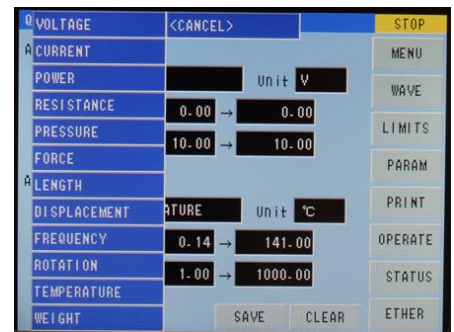 Q VOLTAGE <CANCEL> STOP
A CURRENT MENU
POWER Unit V
WAVE
RESISTANCE 0.00 → 0.00
PRESSURE 10.00 → 10.00 LIMITS
FORCE PARAM
A LENGTH
DISPLACEMENT ATURE Unit ℃ PRINT
FREQUENCY 0.14 → 141.00 OPERATE
ROTATION 1.00 → 1000.00 STATUS
TEMPERATURE
WEIGHT SAVE CLEAR ETHER